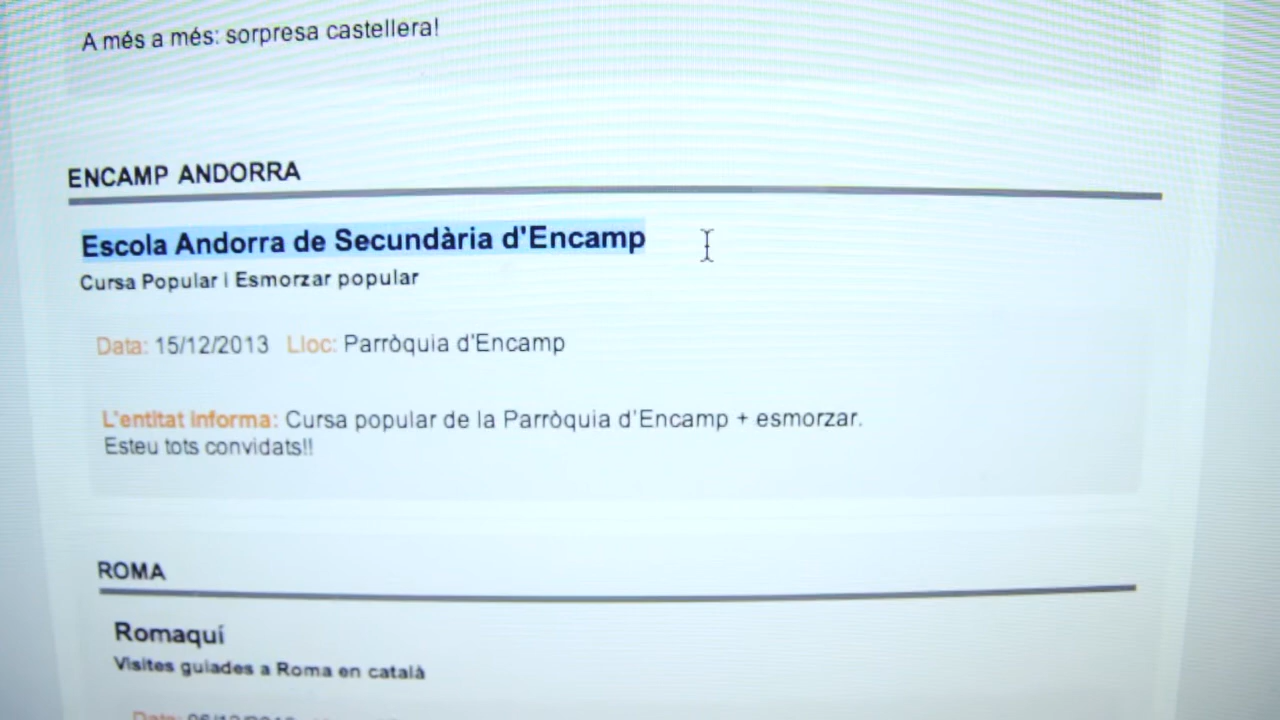 A més a més: sorpresa castellera!
ENCAMP ANDORRA
Escola Andorra de Secundària d'Encamp
Cursa Popular i Esmorzar popular
Data: 15/12/2013 Lloc: Parròquia d'Encamp
L'entitat informa: Cursa popular de la Parròquia d'Encamp + esmorzar.
Esteu tots convidats!!
ROMA
Romaquí
Visites guiades a Roma en català
Data: